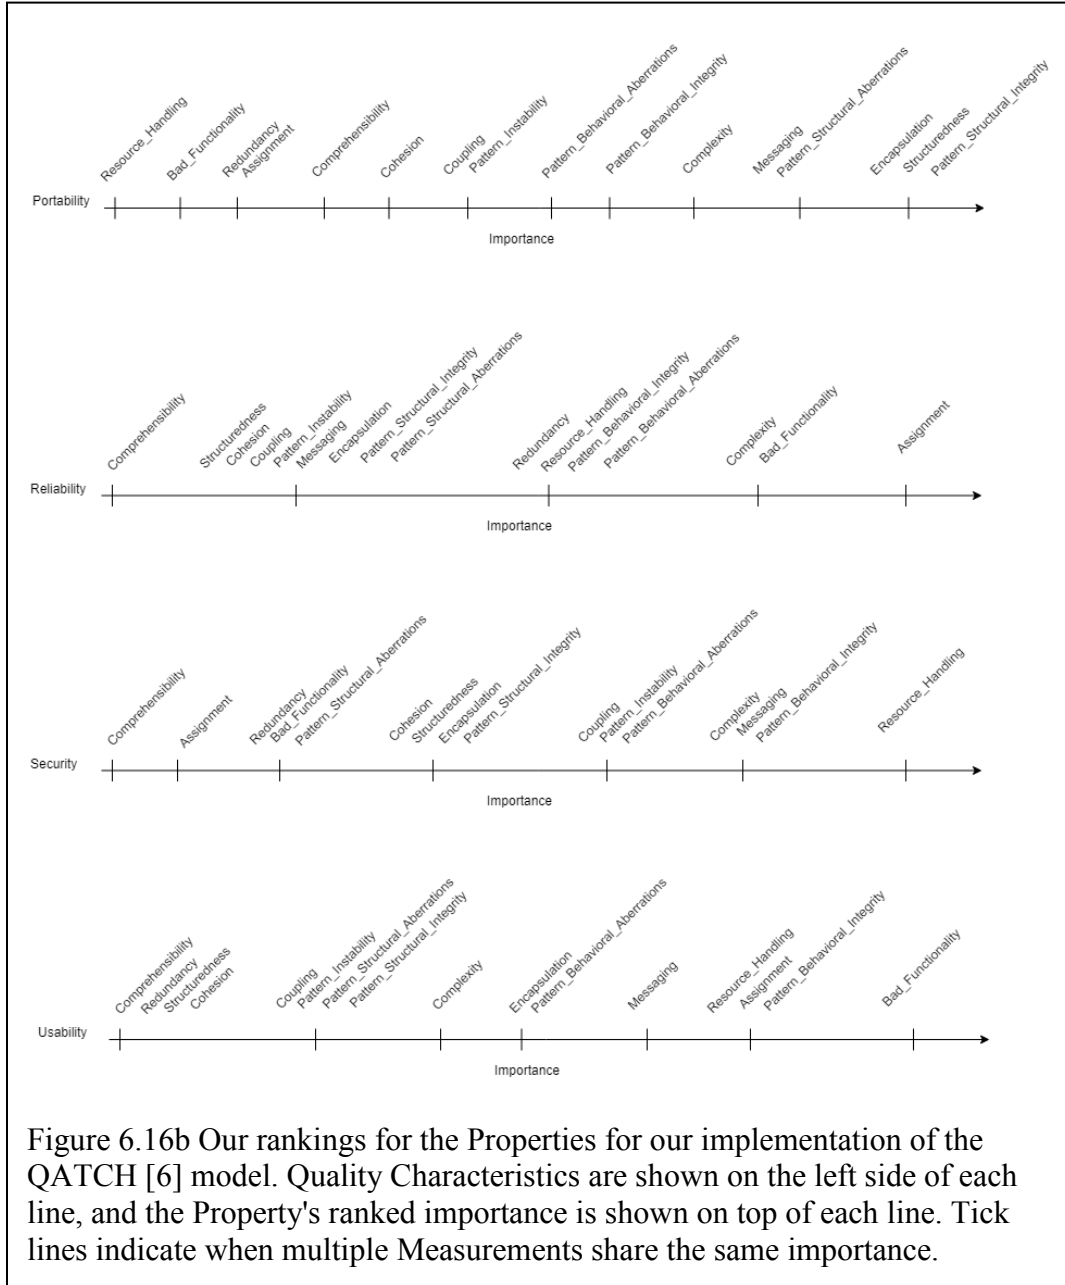 Resource_Handling
Bad_Functionality
Redundancy
Assignment
Comprehensibility
Cohesion
Coupling
Pattern_Instability
Pattern_Behavioral_Aberrations
Pattern_Behavioral_Integrity
Complexity
Messaging
Pattern_Structural_Aberrations
Encapsulation
Structuredness
Pattern_Structural_Integrity
Portability
Importance
Comprehensibility
Structuredness
Cohesion
Coupling
Pattern_Instability
Messaging
Encapsulation
Pattern_Structural_Integrity
Pattern_Structural_Aberrations
Redundancy
Resource_Handling
Pattern_Behavioral_Integrity
Pattern_Behavioral_Aberrations
Complexity
Bad_Functionality
Assignment
Reliability
Importance
Comprehensibility
Assignment
Redundancy
Bad_Functionality
Pattern_Structural_Aberrations
Cohesion
Structuredness
Encapsulation
Pattern_Structural_Integrity
Coupling
Pattern_Instability
Pattern_Behavioral_Aberrations
Complexity
Messaging
Pattern_Behavioral_Integrity
Resource_Handling
Security
Importance
Comprehensibility
Redundancy
Structuredness
Cohesion
Coupling
Pattern_Instability
Pattern_Structural_Aberrations
Pattern_Structural_Integrity
Complexity
Encapsulation
Pattern_Behavioral_Aberrations
Messaging
Resource_Handling
Assignment
Pattern_Behavioral_Integrity
Bad_Functionality
Usability
Importance
Figure 6.16b Our rankings for the Properties for our implementation of the
QATCH [6] model. Quality Characteristics are shown on the left side of each
line, and the Property's ranked importance is shown on top of each line. Tick
lines indicate when multiple Measurements share the same importance.